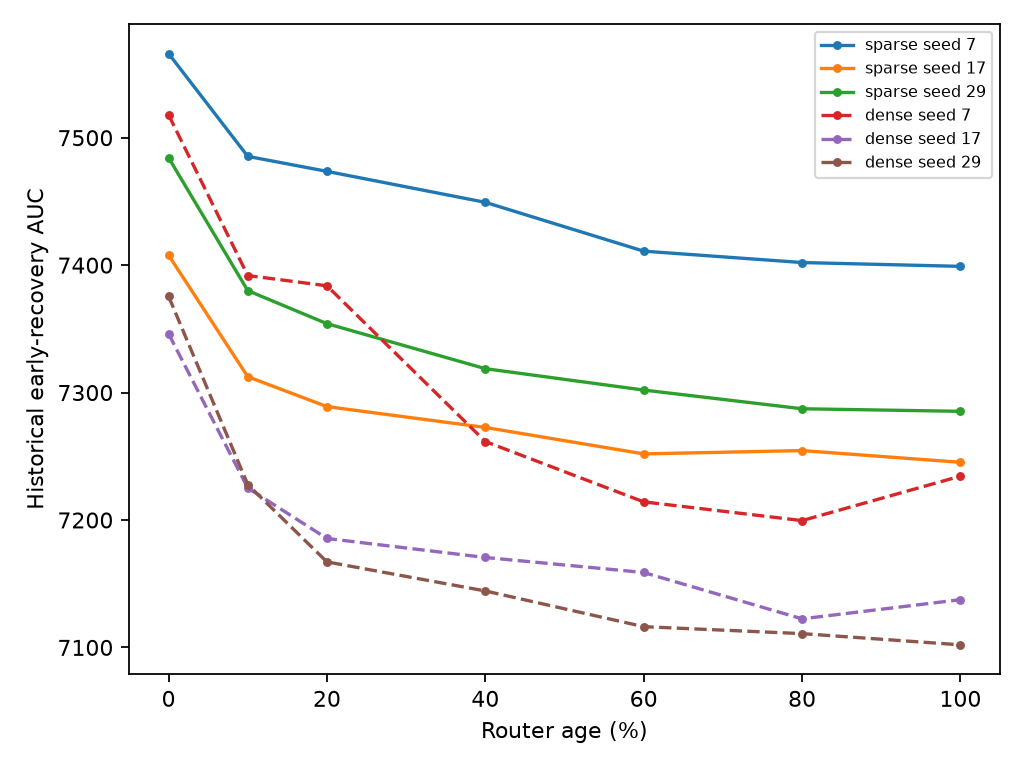 sparse seed 7
sparse seed 17
sparse seed 29
dense seed 7
dense seed 17
dense seed 29
Historical early-recovery AUC
7500
7400
7300
7200
7100
0 20 40 60 80 100
Router age (%)